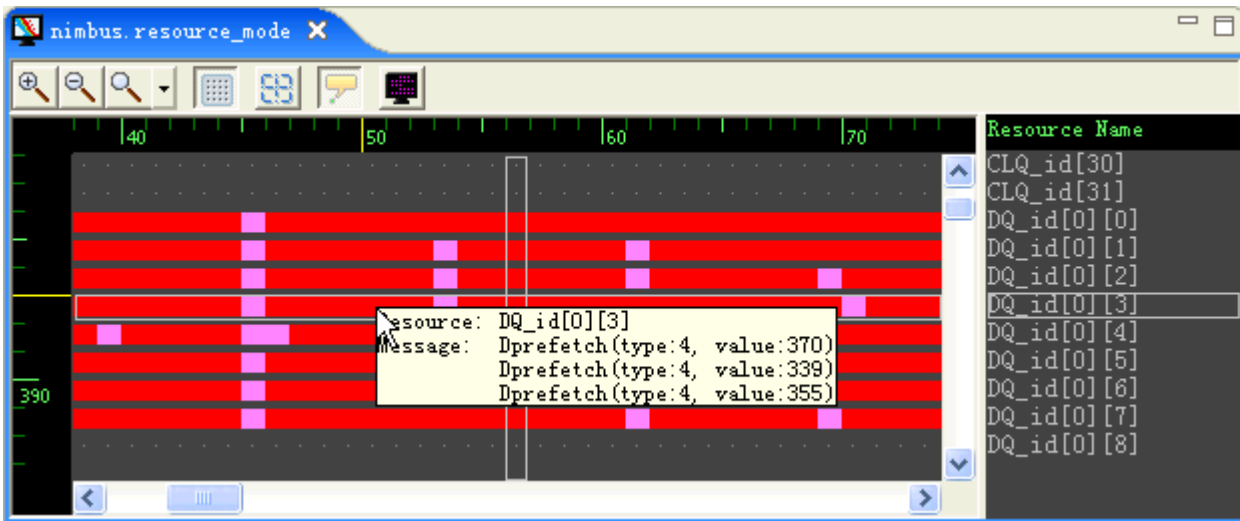 nimbus.resource_mode
40 50 60 70
390
Resource: DQ_id[0][3]
Message: Dprefetch(type:4, value:370)
Dprefetch(type:4, value:339)
Dprefetch(type:4, value:355)
Resource Name
CLQ_id[30]
CLQ_id[31]
DQ_id[0][0]
DQ_id[0][1]
DQ_id[0][2]
DQ_id[0][3]
DQ_id[0][4]
DQ_id[0][5]
DQ_id[0][6]
DQ_id[0][7]
DQ_id[0][8]